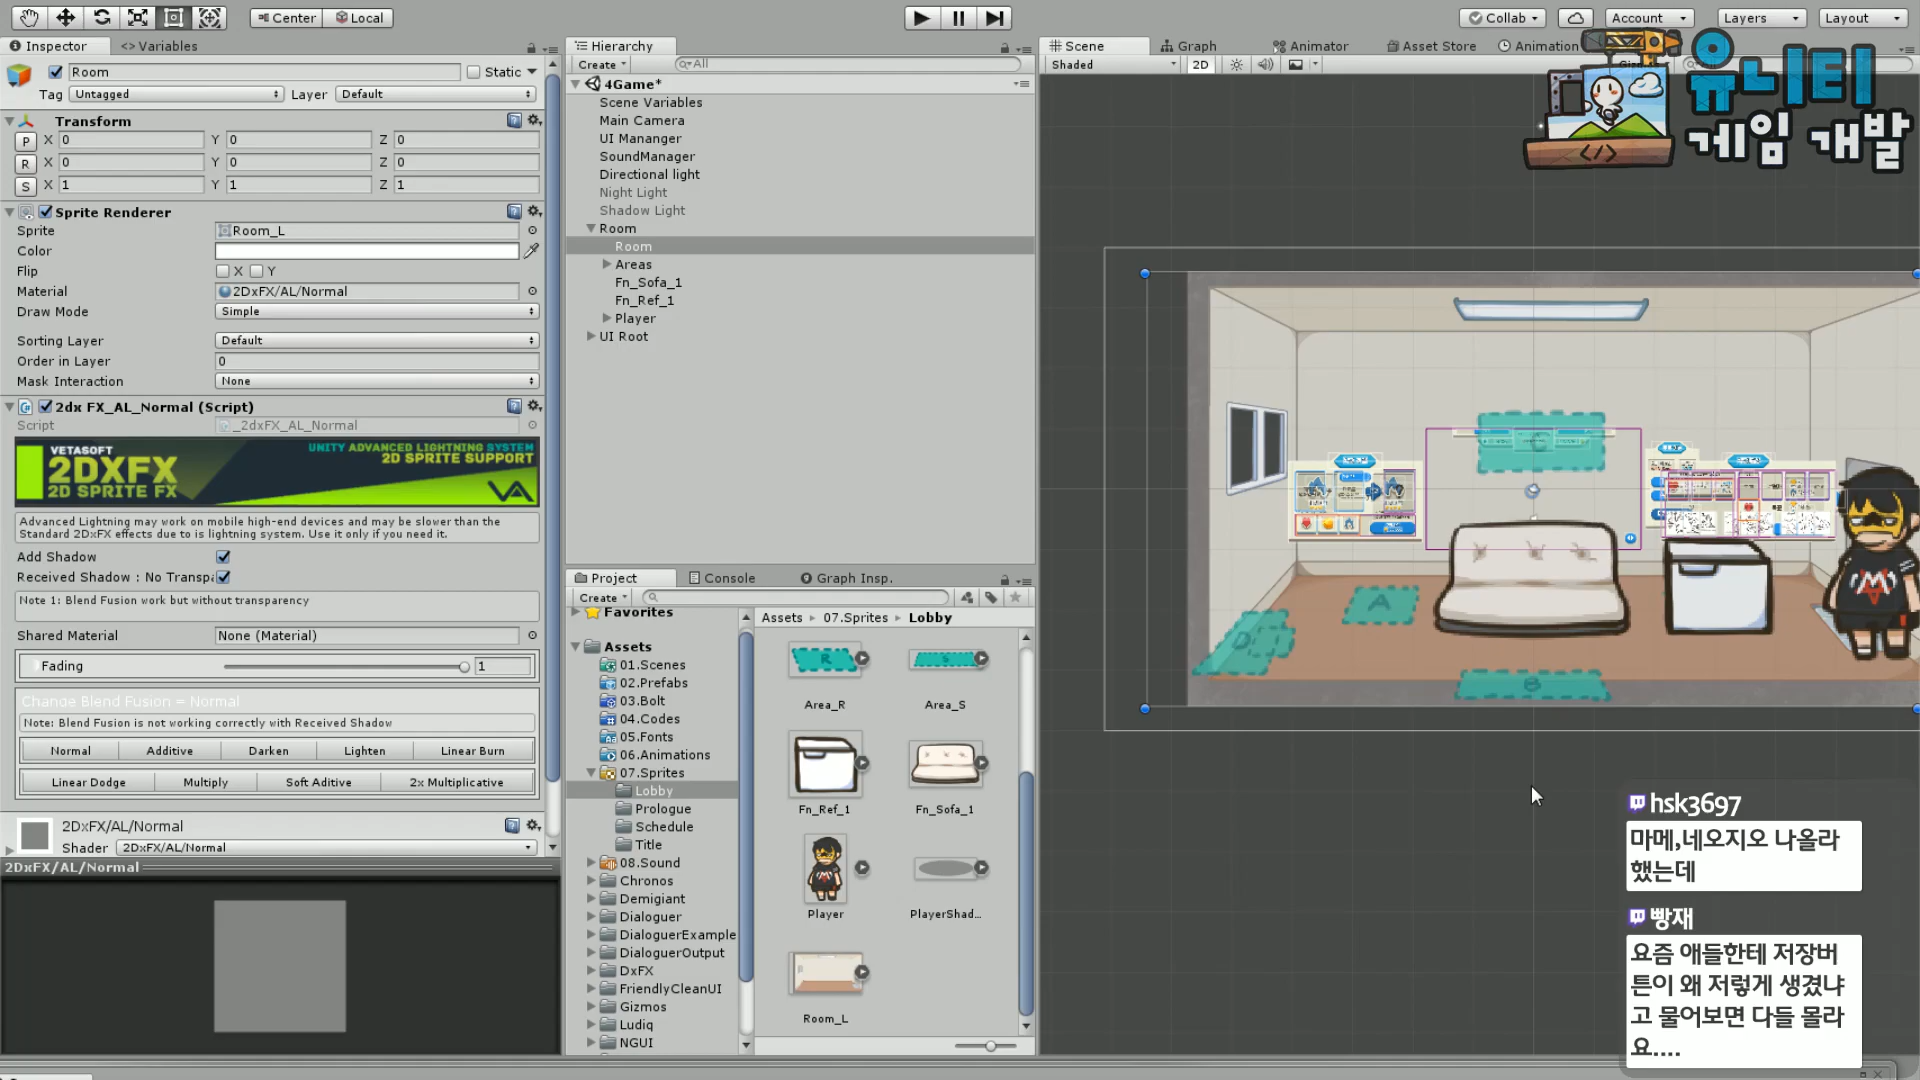 Center
Local
Collab
Account
Layers
Layout
Inspector
<> Variables
Room
Static
Tag
Untagged
Layer
Default
Transform
P
X
0
Y
0
Z
0
R
X
0
Y
0
Z
0
S
X
1
Y
1
Z
1
Sprite Renderer
Sprite
Room_L
Color
Flip
X
Y
Material
2DxFX/AL/Normal
Draw Mode
Simple
Sorting Layer
Default
Order in Layer
0
Mask Interaction
None
2dx FX_AL_Normal (Script)
Script
_2dxFX_AL_Normal
VETASOFT
2DXFX
2D SPRITE FX
UNITY ADVANCED LIGHTNING SYSTEM
2D SPRITE SUPPORT
Advanced Lightning may work on mobile high-end devices and may be slower than the
Standard 2DxFX effects due to is lightning system. Use it only if you need it.
Add Shadow
Received Shadow : No Transpa
Note 1: Blend Fusion work but without transparency
Shared Material
None (Material)
Fading
1
Change Blend Fusion = Normal
Note: Blend Fusion is not working correctly with Received Shadow
Normal
Additive
Darken
Lighten
Linear Burn
Linear Dodge
Multiply
Soft Aditive
2x Multiplicative
2DxFX/AL/Normal
Shader
2DxFX/AL/Normal
2DxFX/AL/Normal
Hierarchy
Create
All
4Game*
Scene Variables
Main Camera
UI Mananger
SoundManager
Directional light
Night Light
Shadow Light
Room
Room
Areas
Fn_Sofa_1
Fn_Ref_1
Player
UI Root
Project
Console
Graph Insp.
Create
Favorites
Assets
01.Scenes
02.Prefabs
03.Bolt
04.Codes
05.Fonts
06.Animations
07.Sprites
Lobby
Prologue
Schedule
Title
08.Sound
Chronos
Demigiant
Dialoguer
DialoguerExample
DialoguerOutput
DxFX
FriendlyCleanUI
Gizmos
Ludiq
NGUI
Assets
07.Sprites
Lobby
R
S
Area_R
Area_S
Fn_Ref_1
Fn_Sofa_1
Player
PlayerShad...
Room_L
Scene
Graph
Animator
Asset Store
Animation
Shaded
2D
유니티
게임 개발
</>
C
A
D
B
hsk3697
마메,네오지오 나올라
했는데
빵재
요즘 애들한테 저장버
튼이 왜 저렇게 생겼냐
고 물어보면 다들 몰라
요....